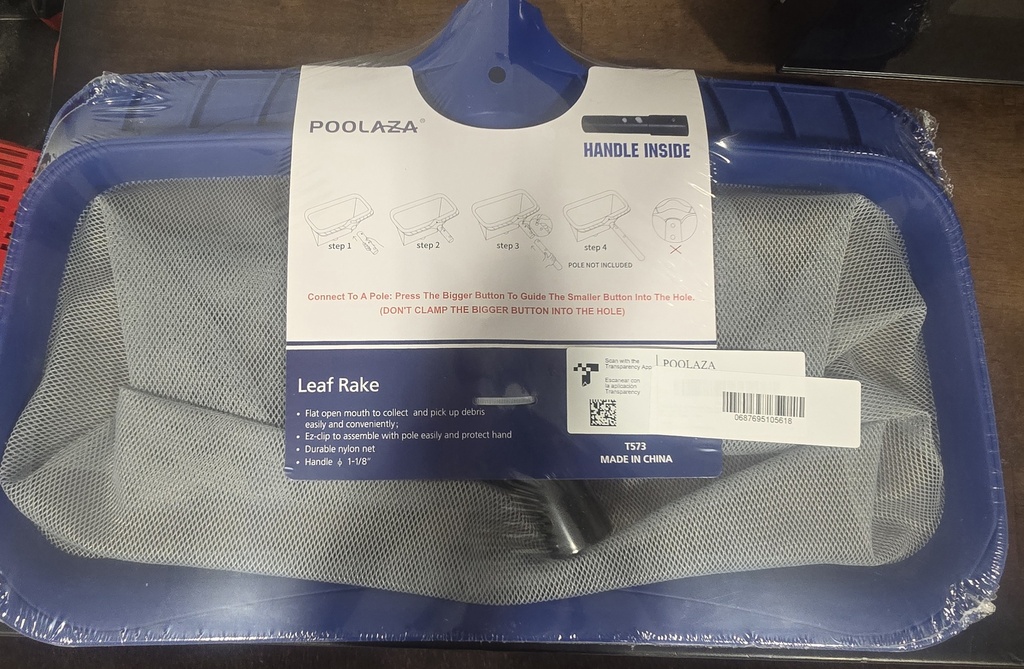 POOLAZA®
HANDLE INSIDE
step 1
step 2
step 3
step 4
POLE NOT INCLUDED
Connect To A Pole: Press The Bigger Button To Guide The Smaller Button Into The Hole.
(DON'T CLAMP THE BIGGER BUTTON INTO THE HOLE)
Leaf Rake
• Flat open mouth to collect and pick up debris
easily and conveniently;
• Ez-clip to assemble with pole easily and protect hand
• Durable nylon net
• Handle ϕ 1-1/8"
Scan with the
Transparency App
Escanear con
la aplicación
Transparency.
POOLAZA
0687695105618
TS73
MADE IN CHINA